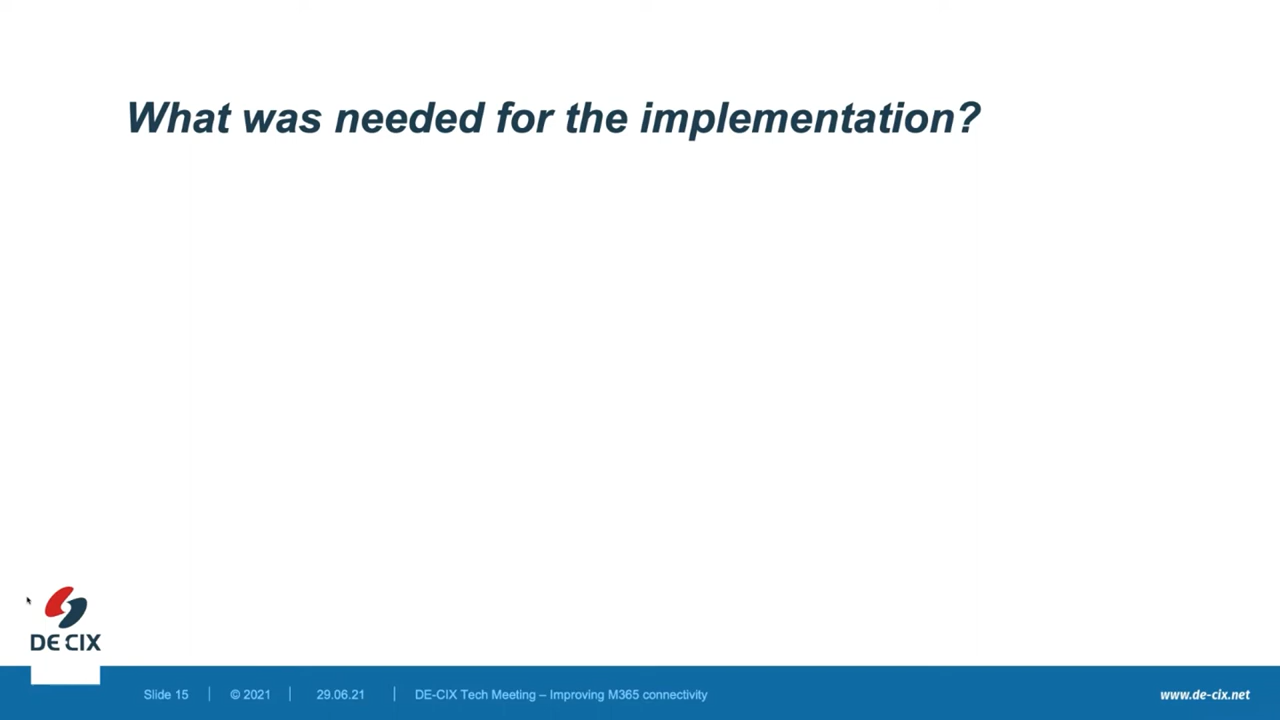 What was needed for the implementation?
DE CIX
Slide 15 | © 2021 | 29.06.21 | DE-CIX Tech Meeting – Improving M365 connectivity www.de-cix.net